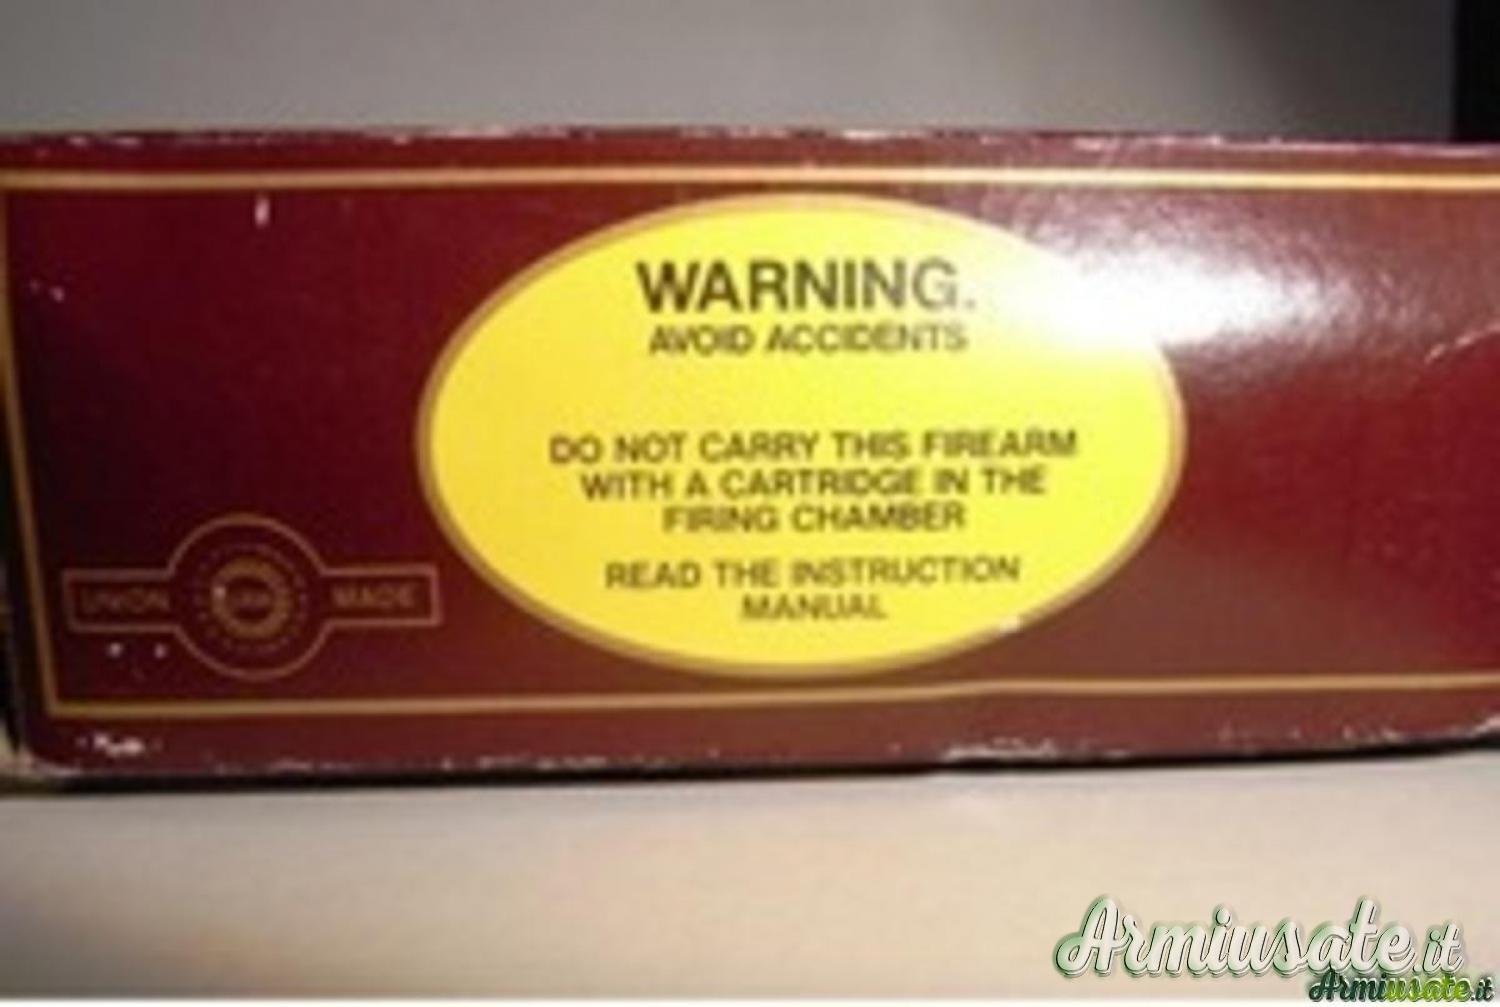 WARNING.
AVOID ACCIDENTS
DO NOT CARRY THIS FIREARM
WITH A CARTRIDGE IN THE
FIRING CHAMBER
READ THE INSTRUCTION
MANUAL
UNION MADE
Armiusate.it
Armiusate.it